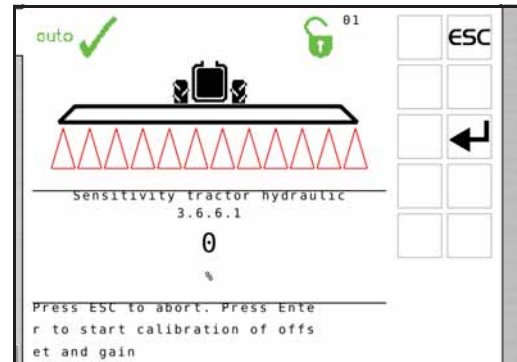 auto
01
ESC
Sensitivity tractor hydraulic
3.6.6.1
0
%
Press ESC to abort. Press Ente
r to start calibration of offs
et and gain